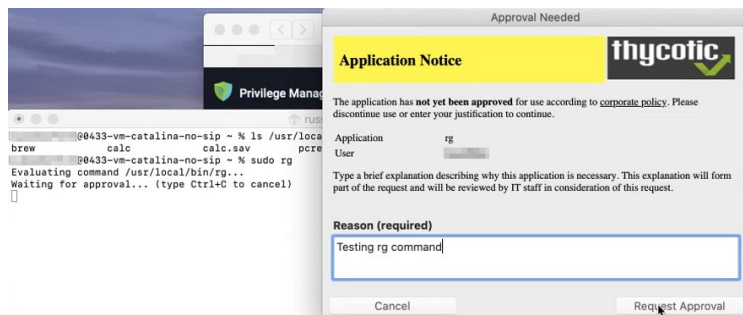 Privilege Manag
rus
@0433-vm-catalina-no-sip ~ % ls /usr/loca
brew calc calc.sav pcre
@0433-vm-catalina-no-sip ~ % sudo rg
Evaluating command /usr/local/bin/rg...
Waiting for approval... (type Ctrl+C to cancel)
Approval Needed
Application Notice
thycotic
The application has not yet been approved for use according to corporate policy. Please
discontinue use or enter your justification to continue.
Application rg
User
Type a brief explanation describing why this application is necessary. This explanation will form
part of the request and will be reviewed by IT staff in consideration of this request.
Reason (required)
Testing rg command
Cancel
Request Approval